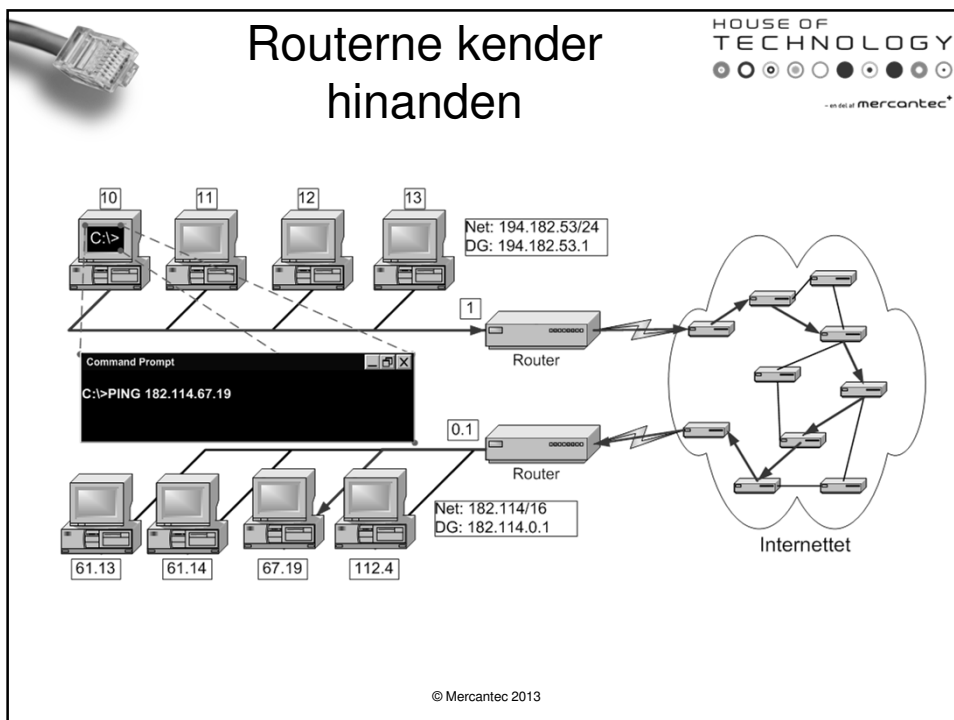 Routerne kender
hinanden
HOUSE OF
TECHNOLOGY
- en del af mercantec+
10
11
12
13
C:\>
Net: 194.182.53/24
DG: 194.182.53.1
1
Router
Command Prompt
C:\>PING 182.114.67.19
0.1
Router
Net: 182.114/16
DG: 182.114.0.1
Internettet
61.13
61.14
67.19
112.4
© Mercantec 2013